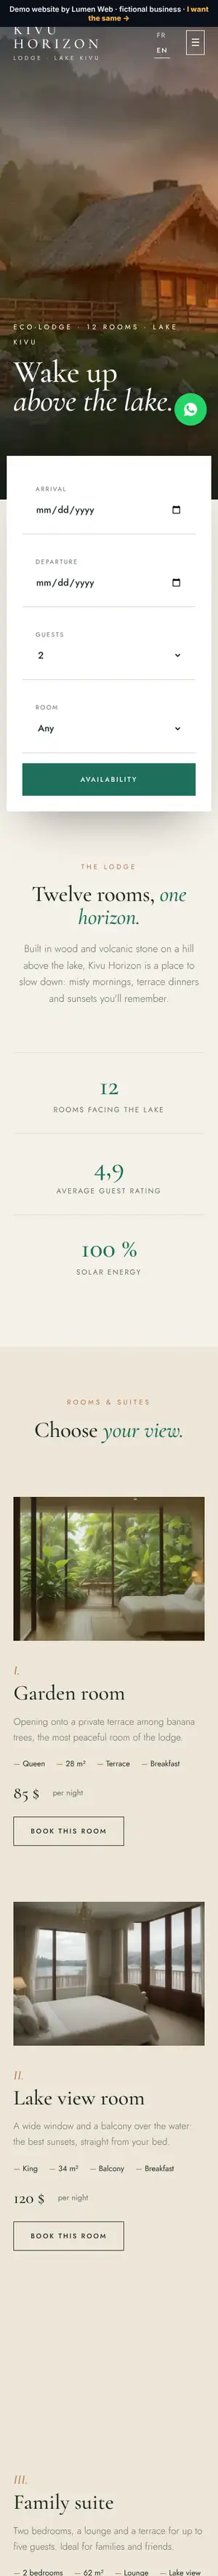 Demo website by Lumen Web · fictional business · I want
the same →
KIVU
HORIZON
LODGE · LAKE KIVU
FR
EN
ECO-LODGE · 12 ROOMS · LAKE
KIVU
Wake up
above the lake.
ARRIVAL
mm/dd/yyyy
DEPARTURE
mm/dd/yyyy
GUESTS
2
ROOM
Any
AVAILABILITY
THE LODGE
Twelve rooms, one
horizon.
Built in wood and volcanic stone on a hill
above the lake, Kivu Horizon is a place to
slow down: misty mornings, terrace dinners
and sunsets you'll remember.
12
ROOMS FACING THE LAKE
4,9
AVERAGE GUEST RATING
100 %
SOLAR ENERGY
ROOMS & SUITES
Choose your view.
I.
Garden room
Opening onto a private terrace among banana
trees, the most peaceful room of the lodge.
— Queen — 28 m² — Terrace — Breakfast
85 $ per night
BOOK THIS ROOM
II.
Lake view room
A wide window and a balcony over the water:
the best sunsets, straight from your bed.
— King — 34 m² — Balcony — Breakfast
120 $ per night
BOOK THIS ROOM
III.
Family suite
Two bedrooms, a lounge and a terrace for up to
five guests. Ideal for families and friends.
— 2 bedrooms — 62 m² — Lounge — Lake view